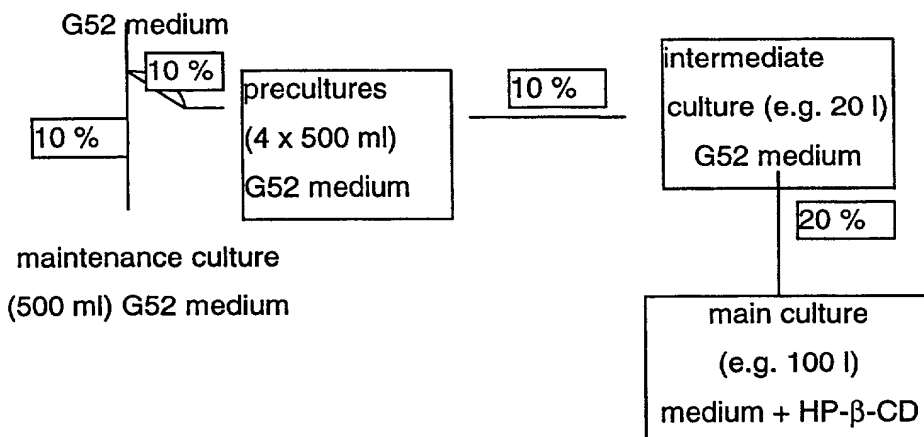 G52 medium
10 %
10 %
maintenance culture
(500 ml) G52 medium
precultures
(4 x 500 ml)
G52 medium
10 %
intermediate
culture (e.g. 20 l)
G52 medium
20 %
main culture
(e.g. 100 l)
medium + HP-β-CD